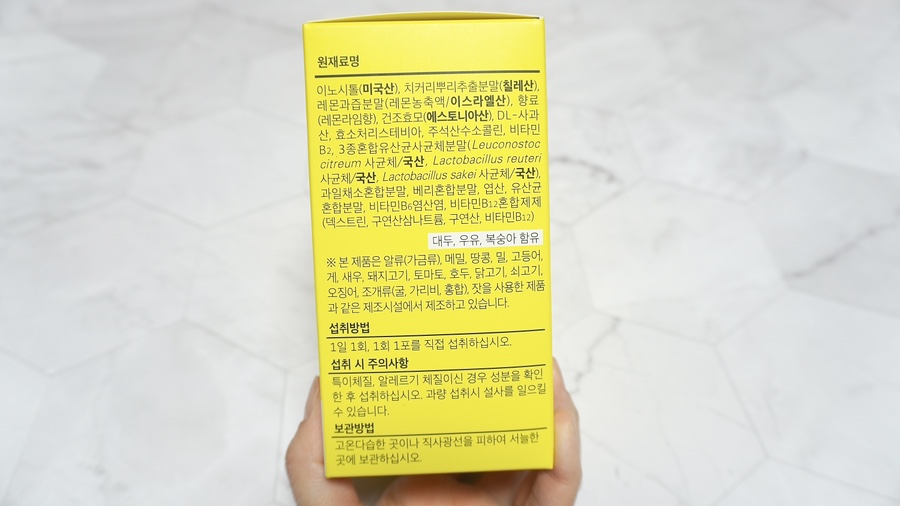 원재료명
이노시톨(미국산), 치커리뿌리추출분말(칠레산),
레몬과즙분말(레몬농축액/이스라엘산), 향료
(레몬라임향), 건조효모(에스토니아산), DL-사과
산, 효소처리스테비아, 주석산수소콜린, 비타민
B2, 3종혼합유산균사균체분말(Leuconostoc
citreum 사균체/국산, Lactobacillus reuteri
사균체/국산, Lactobacillus sakei 사균체/국산),
과일채소혼합분말, 베리혼합분말, 엽산, 유산균
혼합분말, 비타민B6염산염, 비타민B12혼합제제
(덱스트린, 구연산삼나트륨, 구연산, 비타민B12)
대두, 우유, 복숭아 함유
※ 본 제품은 알류(가금류), 메밀, 땅콩, 밀, 고등어,
게, 새우, 돼지고기, 토마토, 호두, 닭고기, 쇠고기,
오징어, 조개류(굴, 가리비, 홍합), 잣을 사용한 제품
과 같은 제조시설에서 제조하고 있습니다.
섭취방법
1일 1회, 1회 1포를 직접 섭취하십시오.
섭취 시 주의사항
특이체질, 알레르기 체질이신 경우 성분을 확인
한 후 섭취하십시오. 과량 섭취시 설사를 일으킬
수 있습니다.
보관방법
고온다습한 곳이나 직사광선을 피하여 서늘한
곳에 보관하십시오.